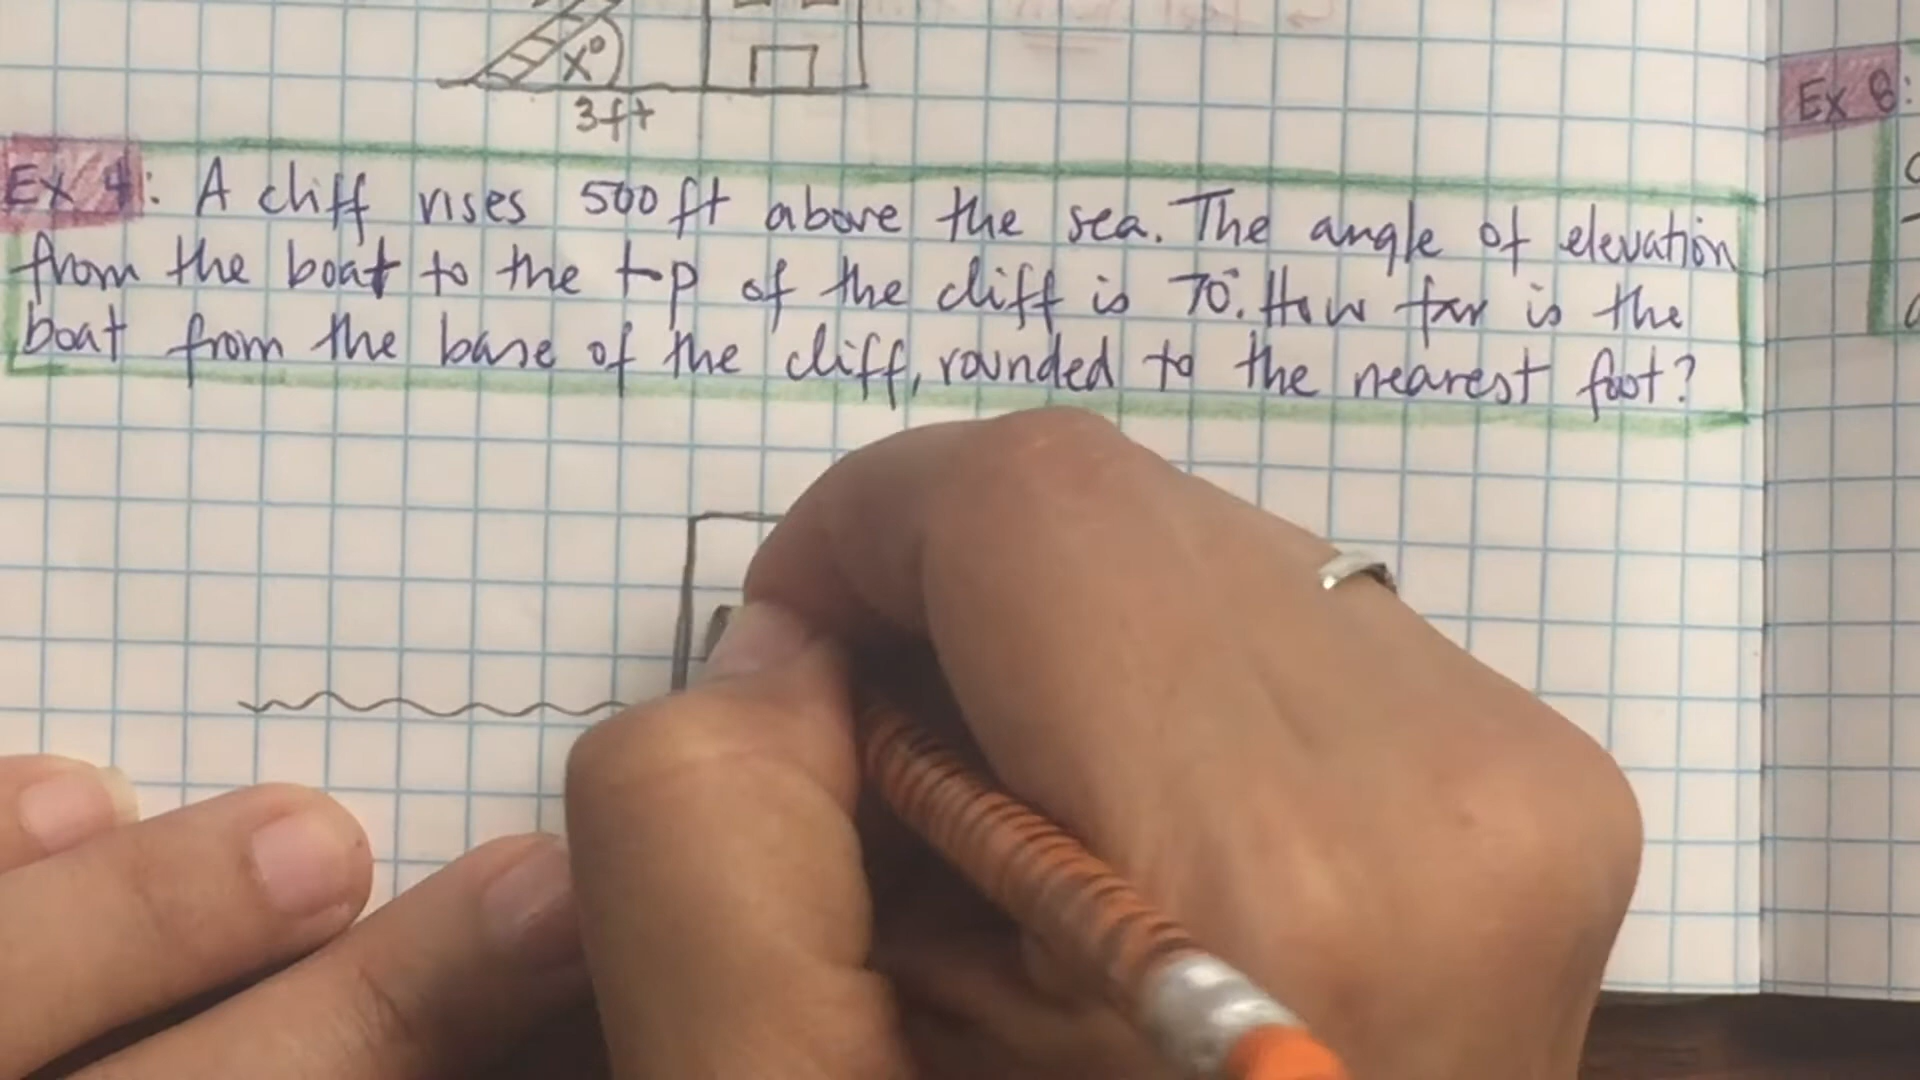 x°
3ft
Ex 4: A cliff rises 500 ft above the sea. The angle of elevation
from the boat to the top of the cliff is 70°. How far is the
boat from the base of the cliff, rounded to the nearest foot?
Ex 8: